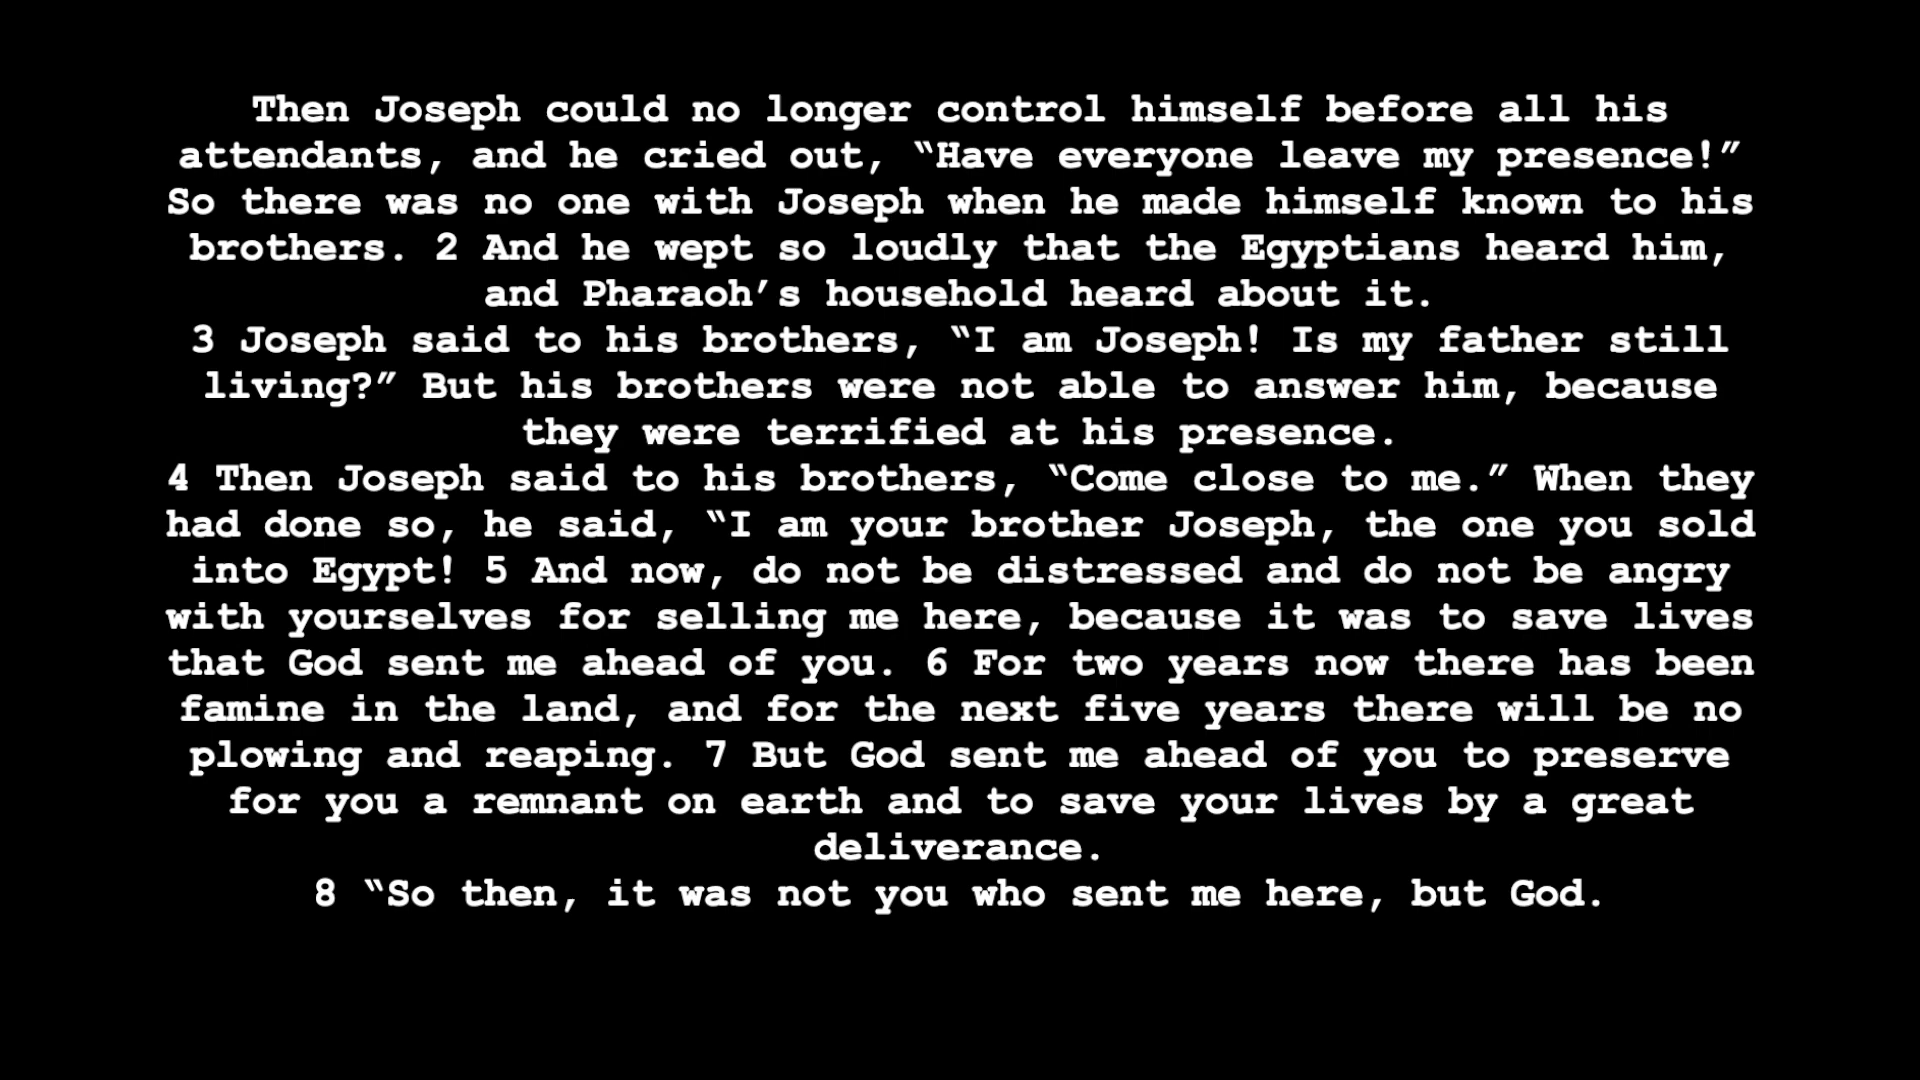 Then Joseph could no longer control himself before all his
attendants, and he cried out, “Have everyone leave my presence!”
So there was no one with Joseph when he made himself known to his
brothers. 2 And he wept so loudly that the Egyptians heard him,
and Pharaoh’s household heard about it.
3 Joseph said to his brothers, “I am Joseph! Is my father still
living?” But his brothers were not able to answer him, because
they were terrified at his presence.
4 Then Joseph said to his brothers, “Come close to me.” When they
had done so, he said, “I am your brother Joseph, the one you sold
into Egypt! 5 And now, do not be distressed and do not be angry
with yourselves for selling me here, because it was to save lives
that God sent me ahead of you. 6 For two years now there has been
famine in the land, and for the next five years there will be no
plowing and reaping. 7 But God sent me ahead of you to preserve
for you a remnant on earth and to save your lives by a great
deliverance.
8 “So then, it was not you who sent me here, but God.